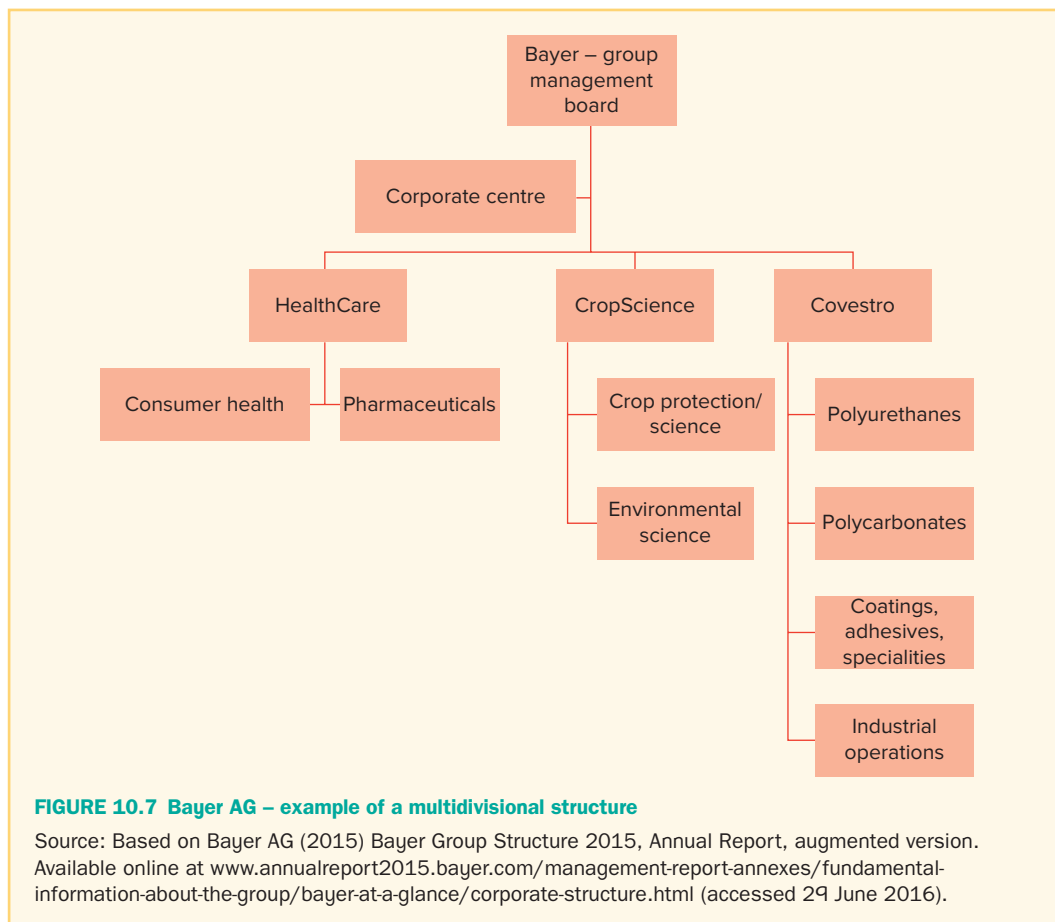 Bayer – group
management
board
Corporate centre
HealthCare
CropScience
Covestro
Consumer health
Pharmaceuticals
Crop protection/
science
Environmental
science
Polyurethanes
Polycarbonates
Coatings,
adhesives,
specialities
Industrial
operations
FIGURE 10.7 Bayer AG – example of a multidivisional structure
Source: Based on Bayer AG (2015) Bayer Group Structure 2015, Annual Report, augmented version.
Available online at www.annualreport2015.bayer.com/management-report-annexes/fundamental-
information-about-the-group/bayer-at-a-glance/corporate-structure.html (accessed 29 June 2016).